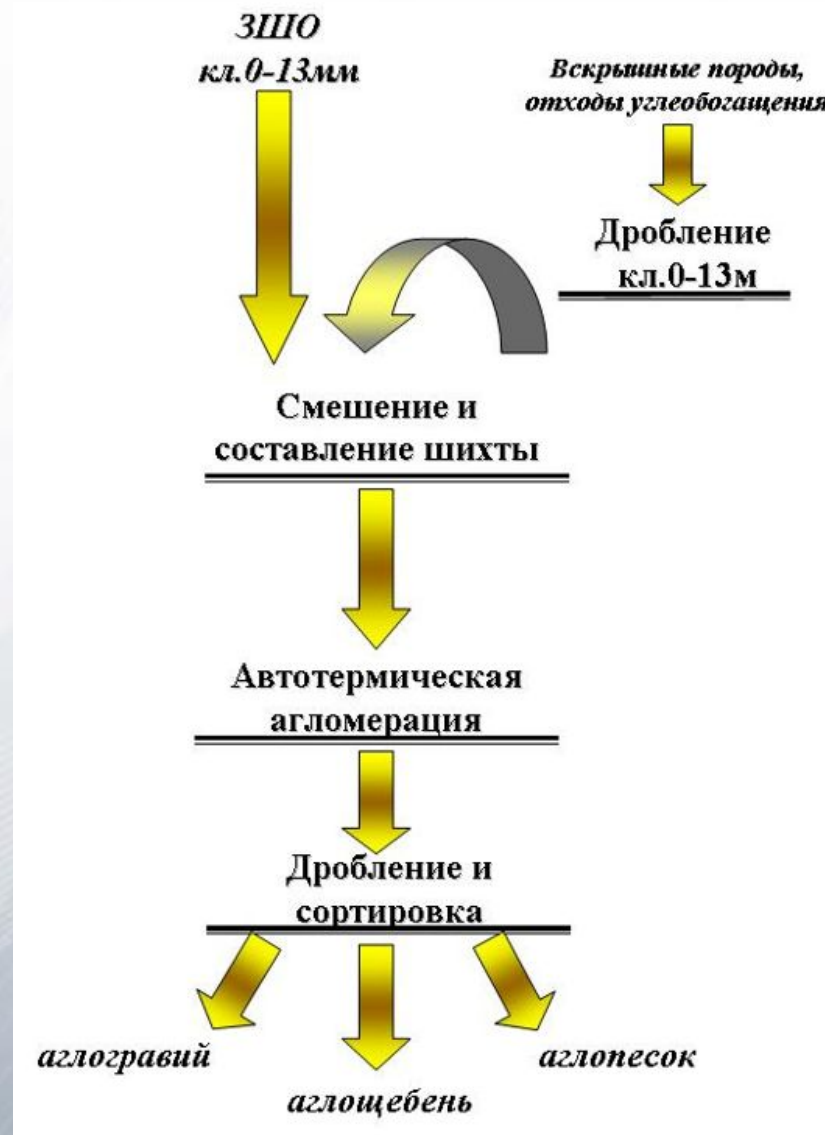 ЗШО
кл.0-13мм
Вскрышные породы,
отходы углеобогащения
Дробление
кл.0-13м
Смешение и
составление шихты
Автотермическая
агломерация
Дробление и
сортировка
аглогравий
аглопесок
аглощебень